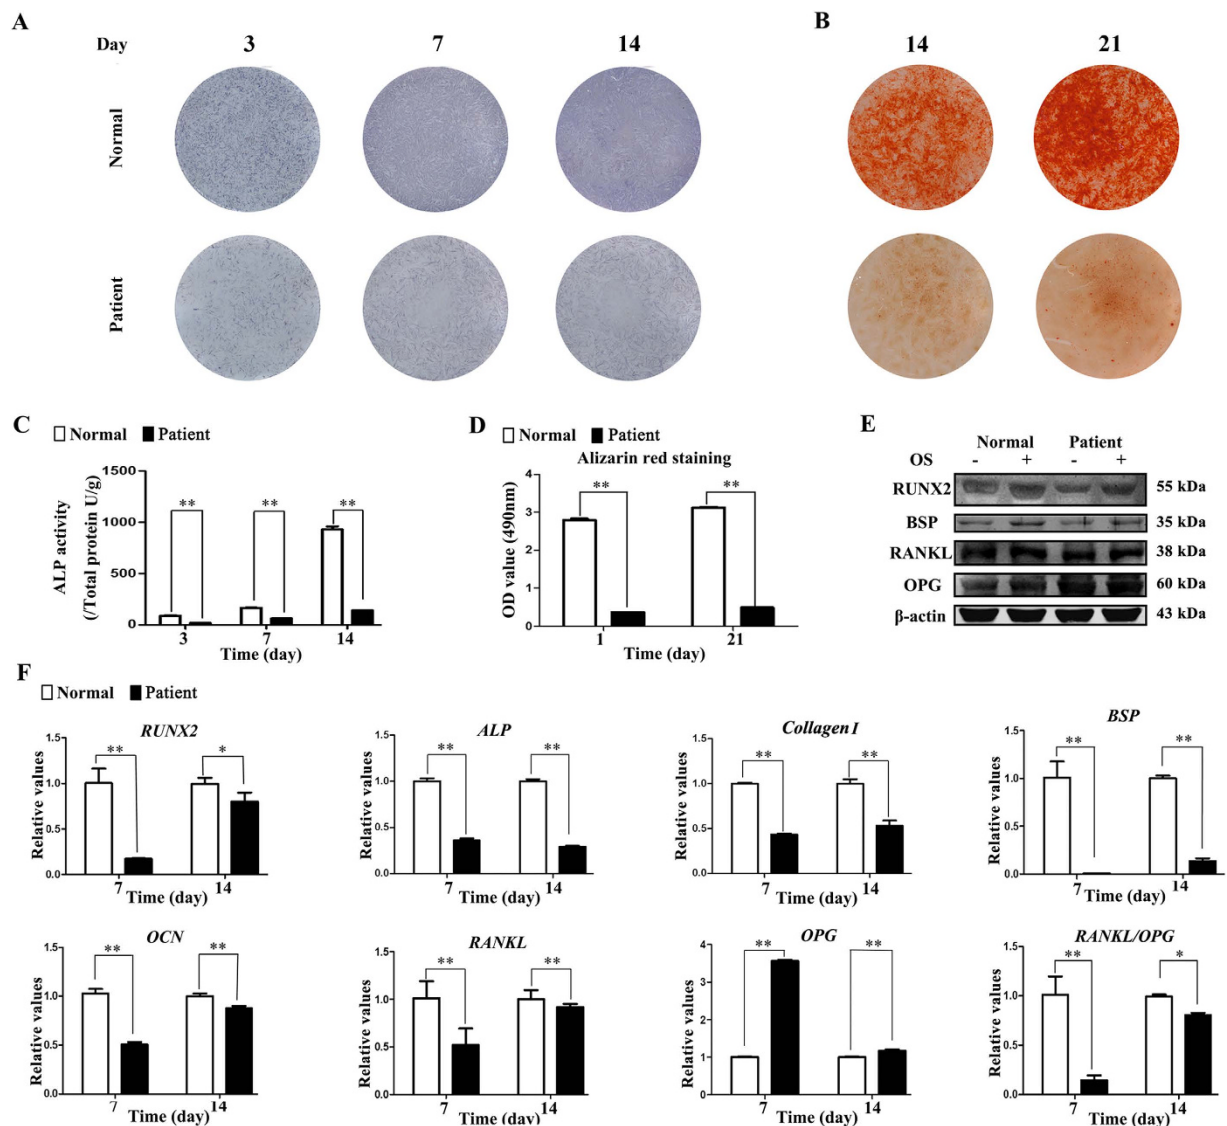 A
B
Day 3 7 14
14 21
Normal
Patient
C
Normal Patient
ALP activity
(/Total protein U/g)
1500
1000
500
0
** ** **
3 7 14
Time (day)
D
Normal Patient
Alizarin red staining
OD value (490nm)
4
3
2
1
0
** **
1 21
Time (day)
E
Normal Patient
OS - + - +
RUNX2 55 kDa
BSP 35 kDa
RANKL 38 kDa
OPG 60 kDa
β-actin 43 kDa
F
Normal Patient
RUNX2
Relative values
1.5
1.0
0.5
0.0
** *
7 14
Time (day)
ALP
Relative values
1.5
1.0
0.5
0.0
** **
7 14
Time (day)
Collagen I
Relative values
1.5
1.0
0.5
0.0
** **
7 14
Time (day)
BSP
Relative values
1.5
1.0
0.5
0.0
** **
7 14
Time (day)
OCN
Relative values
1.5
1.0
0.5
0.0
** **
7 14
Time (day)
RANKL
Relative values
1.5
1.0
0.5
0.0
** **
7 14
Time (day)
OPG
Relative values
4
3
2
1
0
** **
7 14
Time (day)
RANKL/OPG
Relative values
1.5
1.0
0.5
0.0
** *
7 14
Time (day)